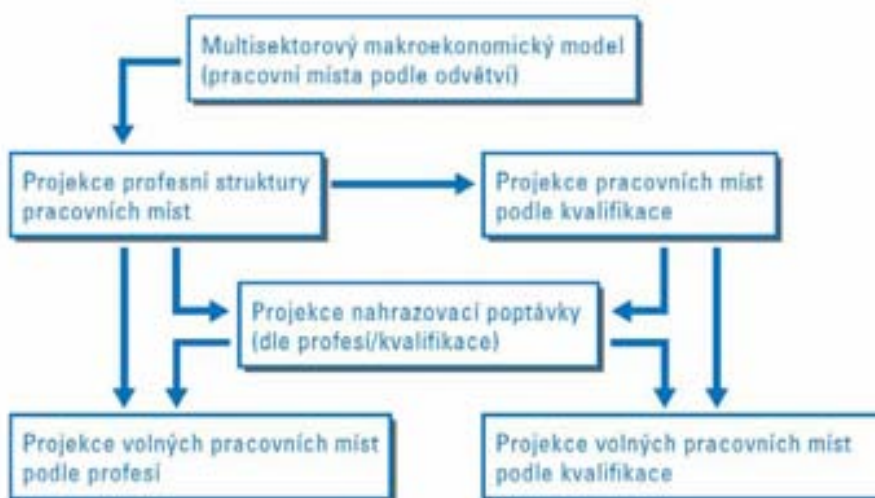 Multisektorový makroekonomický model
(pracovní místa podle odvětví)
Projekce profesní struktury
pracovních míst
Projekce pracovních míst
podle kvalifikace
Projekce nahrazovací poptávky
(dle profesí/kvalifikace)
Projekce volných pracovních míst
podle profesí
Projekce volných pracovních míst
podle kvalifikace